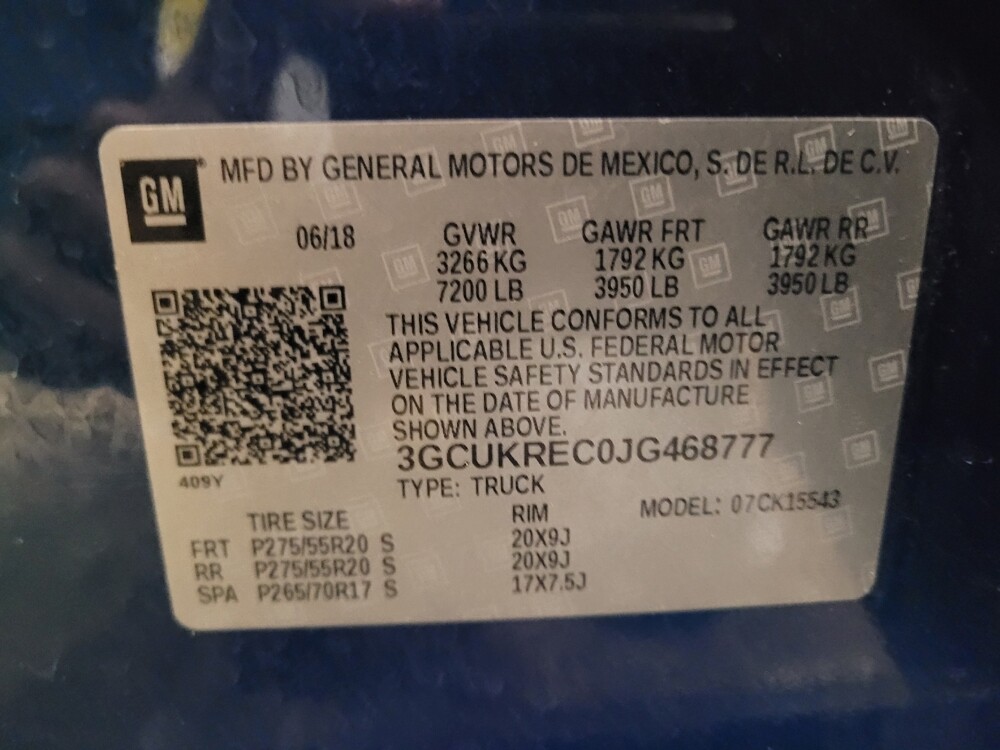 GM
MFD BY GENERAL MOTORS DE MEXICO, S. DE R.L. DE C.V.
06/18 GVWR GAWR FRT GAWR RR
3266 KG 1792 KG 1792 KG
7200 LB 3950 LB 3950 LB
THIS VEHICLE CONFORMS TO ALL
APPLICABLE U.S. FEDERAL MOTOR
VEHICLE SAFETY STANDARDS IN EFFECT
ON THE DATE OF MANUFACTURE
SHOWN ABOVE.
3GCUKREC0JG468777
409Y
TYPE: TRUCK
MODEL: 07CK15543
TIRE SIZE RIM
FRT P275/55R20 S 20X9J
RR P275/55R20 S 20X9J
SPA P265/70R17 S 17X7.5J